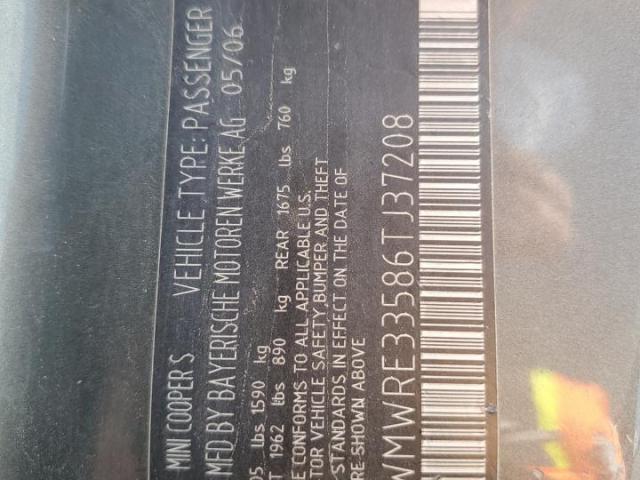 MINI COOPER S VEHICLE TYPE: PASSENGER
MFD BY BAYERISCHE MOTOREN WERKE AG 05/06
lbs 1590 kg
1962 lbs 890 kg REAR 1675 lbs 760 kg
CONFORMS TO ALL APPLICABLE U.S.
TOR VEHICLE SAFETY, BUMPER AND THEFT
STANDARDS IN EFFECT ON THE DATE OF
RE SHOWN ABOVE
WMWRE33586TJ37208